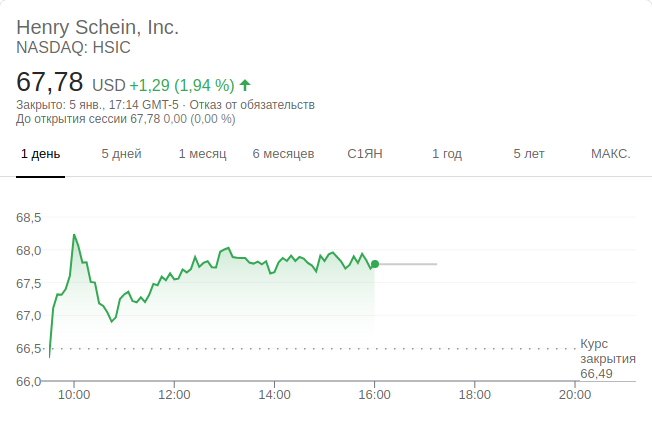 Henry Schein, Inc.
NASDAQ: HSIC
67,78 USD +1,29 (1,94 %)
Закрыто: 5 янв., 17:14 GMT-5 · Отказ от обязательств
До открытия сессии 67,78 0,00 (0,00 %)
1 день 5 дней 1 месяц 6 месяцев С1ЯН 1 год 5 лет МАКС.
68,5
68,0
67,5
67,0
66,5
66,0
Курс
закрытия
66,49
10:00 12:00 14:00 16:00 18:00 20:00